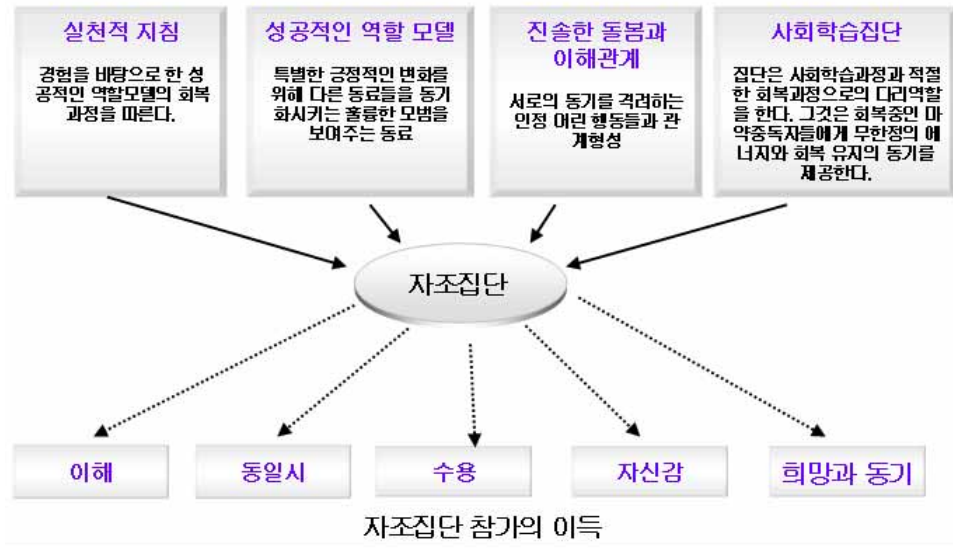 실천적 지침
경험을 바탕으로 한 성
공적인 역할모델의 회복
과정을 따른다.
성공적인 역할 모델
특별한 긍정적인 변화를
위해 다른 동료들을 동기
화시키는 훌륭한 모범을
보여주는 동료
진솔한 돌봄과
이해관계
서로의 동기를 격려하는
인정 어린 행동들과 관
계형성
사회학습집단
집단은 사회학습과정과 적절
한 회복과정으로의 다리역할
을 한다. 그것은 회복중인 마
약중독자들에게 무한정의 에
너지와 회복 유지의 동기를
제공한다.
자조집단
이해
동일시
수용
자신감
희망과 동기
자조집단 참가의 이득